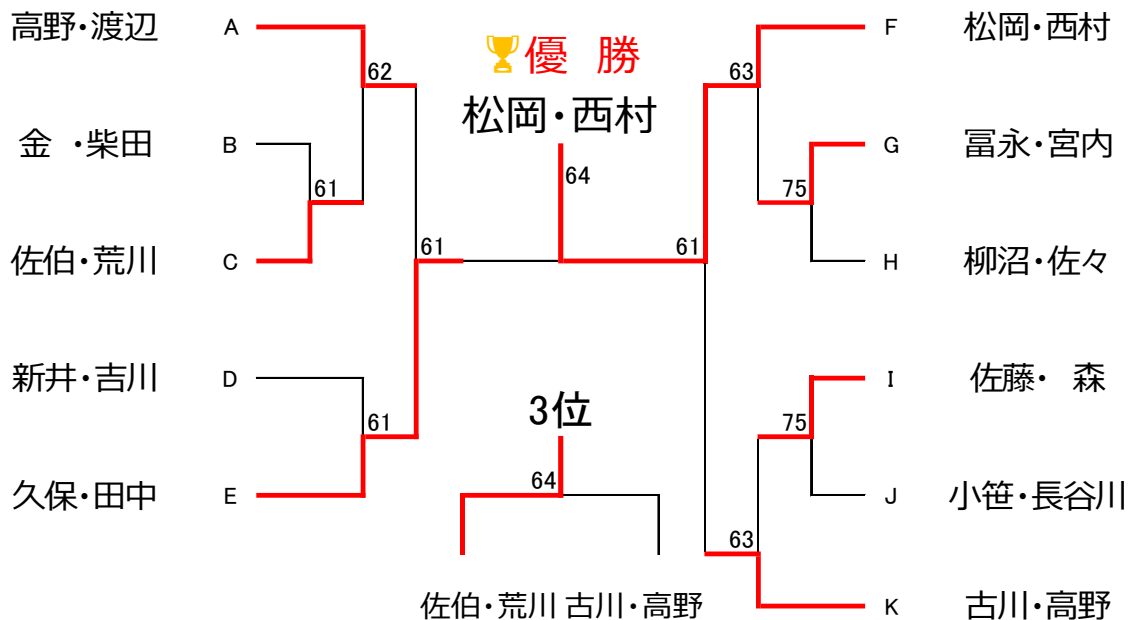 高野・渡辺 A
62
金 ・柴田 B
61
佐伯・荒川 C
61
新井・吉川 D
61
久保・田中 E
優 勝
松岡・西村
64
3位
64
佐伯・荒川 古川・高野
F 松岡・西村
63
G 冨永・宮内
75
H 柳沼・佐々
61
I 佐藤・ 森
75
J 小笹・長谷川
63
K 古川・高野